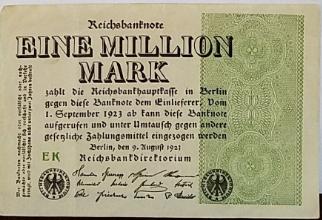 Reichsbanknote
EINE MILLION
MARK
zahlt die Reichsbankhauptkasse in Berlin
gegen diese Banknote dem Einlieferer. Vom
1. September 1923 ab kann diese Banknote
aufgerufen und unter Umtausch gegen andere
gesetzliche Zahlungsmittel eingezogen werden
Berlin, den 9. August 1923
EK Reichsbankdirektorium